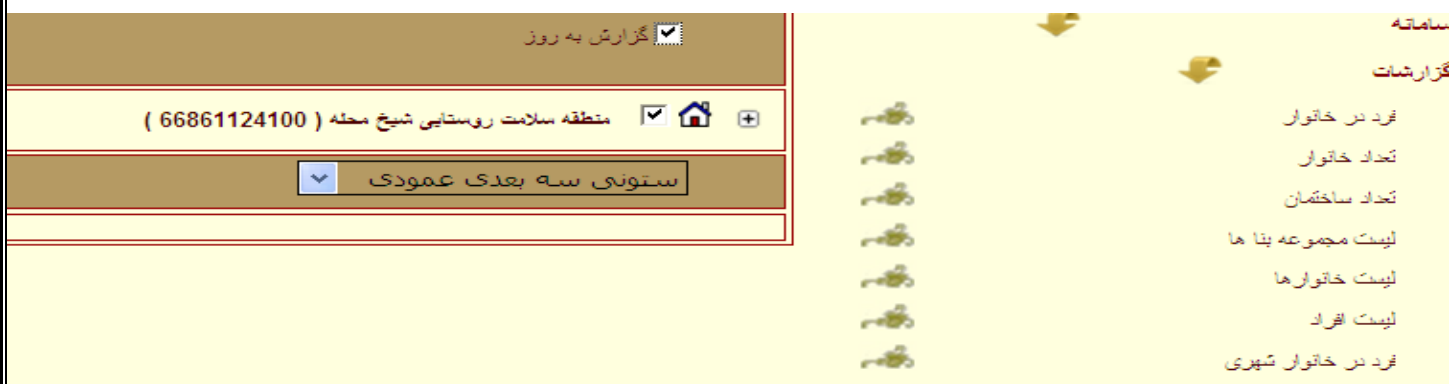 سامانه
گزارشات
فرد در خانوار
تعداد خانوار
تعداد ساختمان
لیست مجموعه بنا ها
لیست خانوارها
لیست افراد
فرد در خانوار شهری
گزارش به روز
منطقه سلامت روستایی شیخ محله ( 66861124100 )
ستونی سه بعدی عمودی